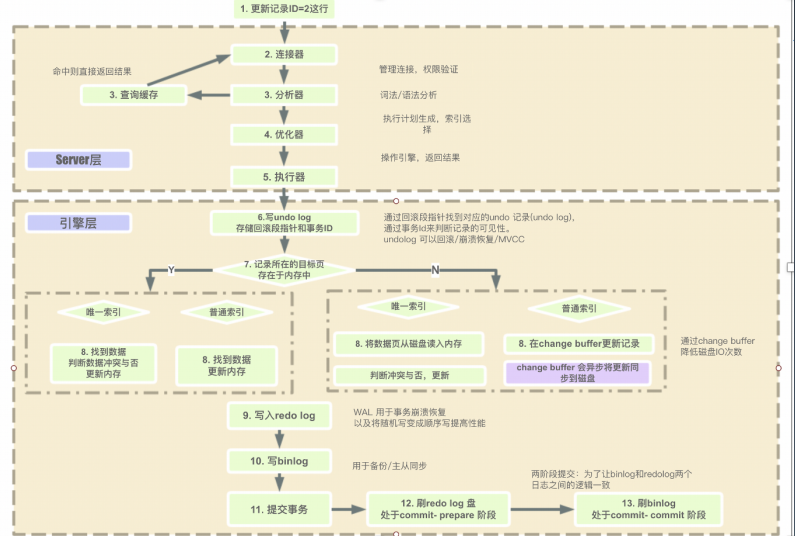 1. 更新记录ID=2这行
2. 连接器
管理连接，权限验证
命中则直接返回结果
3. 查询缓存
3. 分析器
词法/语法分析
执行计划生成，索引选
择
4. 优化器
操作引擎，返回结果
Server层
5. 执行器
引擎层
6.写undo log
存储回滚段指针和事务ID
通过回滚段指针找到对应的undo 记录(undo log)，
通过事务Id来判断记录的可见性。
undolog 可以回滚/崩溃恢复/MVCC
7. 记录所在的目标页
存在于内存中
Y
N
唯一索引
普通索引
8. 找到数据
判断数据冲突与否
更新内存
8. 找到数据
更新内存
唯一索引
普通索引
8. 将数据页从磁盘读入内存
8. 在change buffer更新记录
判断冲突与否，更新
change buffer 会异步将更新同
步到磁盘
通过change buffer
降低磁盘IO次数
9. 写入redo log
WAL 用于事务崩溃恢复
以及将随机写变成顺序写提高性能
10. 写binlog
用于备份/主从同步
两阶段提交：为了让binlog和redolog两个
日志之间的逻辑一致
11. 提交事务
12. 刷redo log 盘
处于commit- prepare 阶段
13. 刷binlog
处于commit- commit 阶段